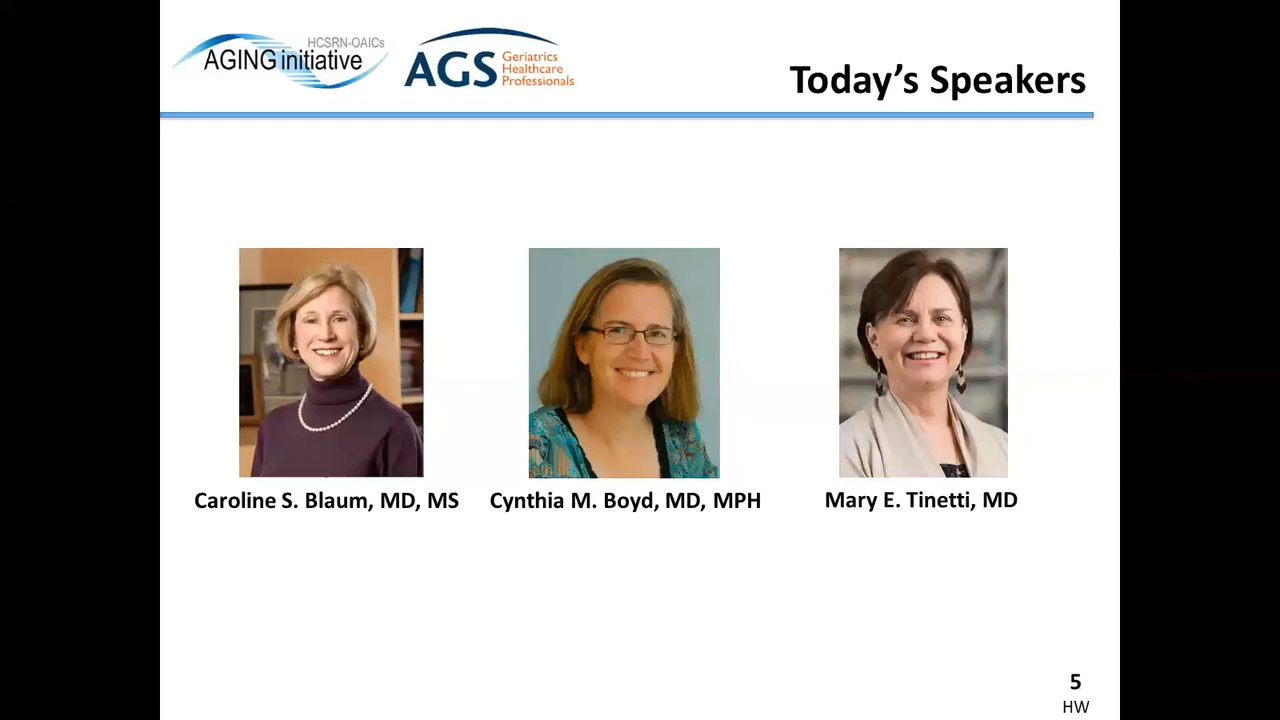 HCSRN-OAICs
AGING initiative
AGS
Geriatrics
Healthcare
Professionals
Today's Speakers
Caroline S. Blaum, MD, MS
Cynthia M. Boyd, MD, MPH
Mary E. Tinetti, MD
5
HW